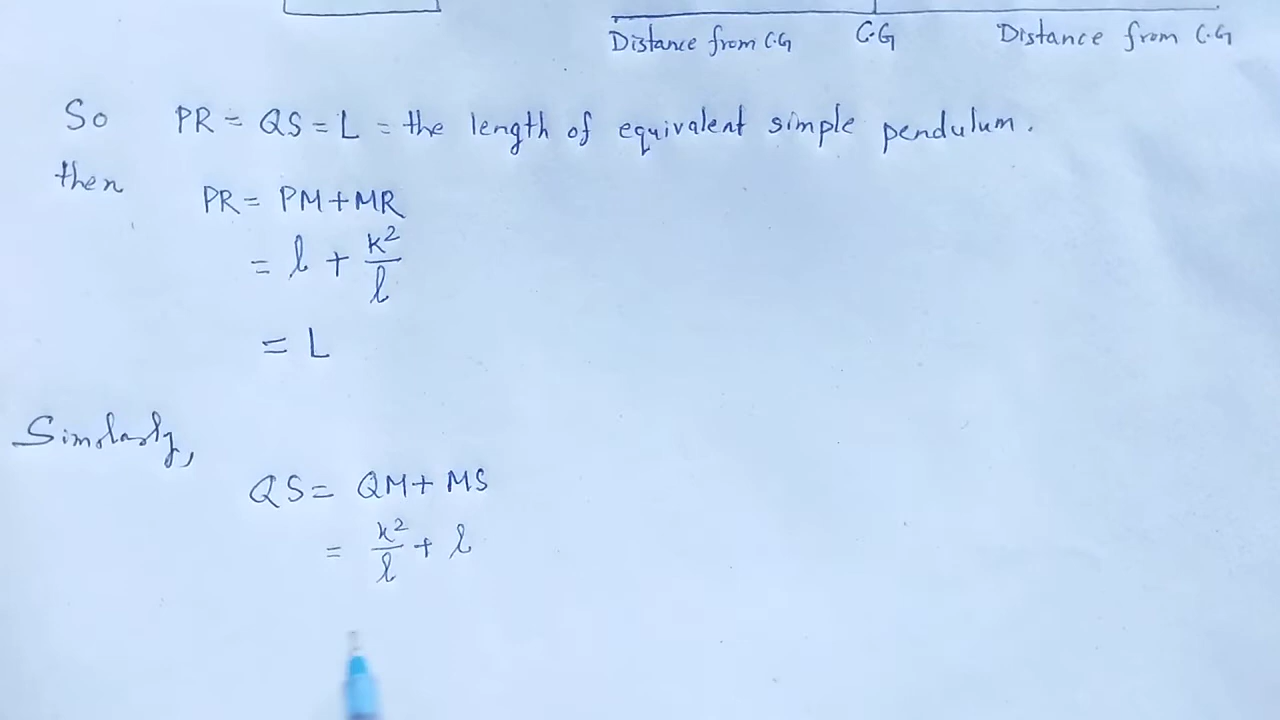 Distance from C.G C.G Distance from C.G
So PR = QS = L = the length of equivalent simple pendulum.
then
PR = PM + MR
= l + k²/l
= L
Similarly,
QS = QM + MS
= k²/l + l